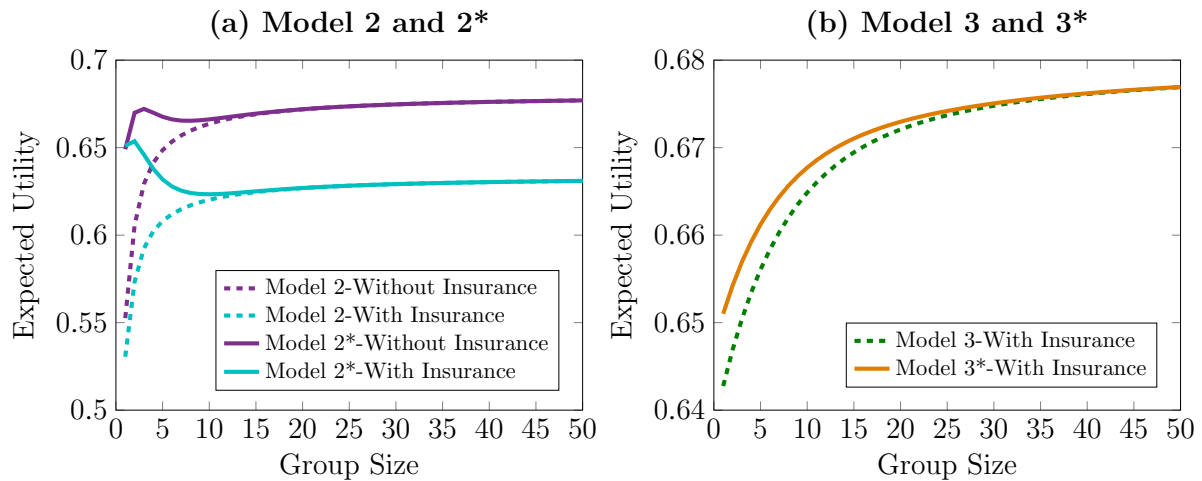 (a) Model 2 and 2*
0.7
0.65
0.6
0.55
0.5
Expected Utility
Model 2-Without Insurance
Model 2-With Insurance
Model 2*-Without Insurance
Model 2*-With Insurance
0 5 10 15 20 25 30 35 40 45 50
Group Size
(b) Model 3 and 3*
0.68
0.67
0.66
0.65
0.64
Expected Utility
Model 3-With Insurance
Model 3*-With Insurance
0 5 10 15 20 25 30 35 40 45 50
Group Size